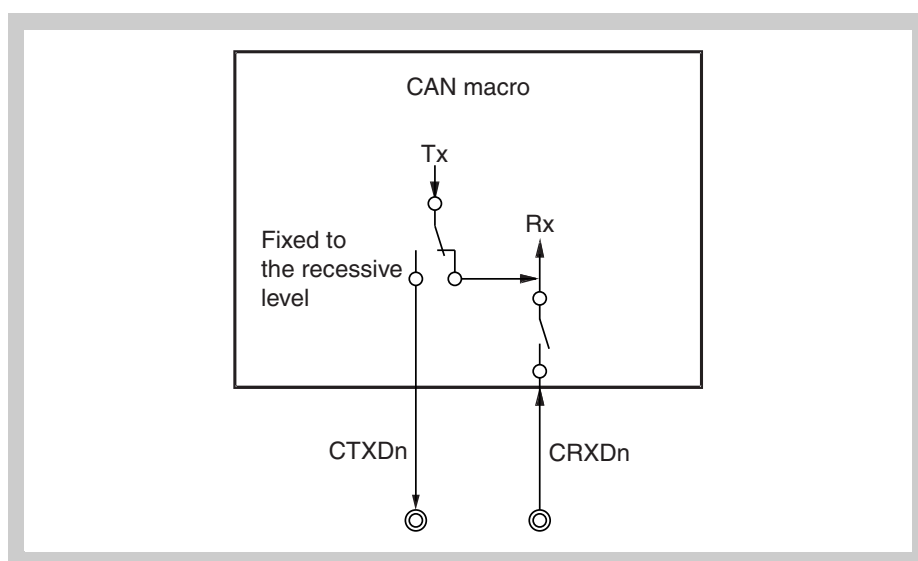 CAN macro
Tx
Rx
Fixed to
the recessive
level
CTXDn
CRXDn